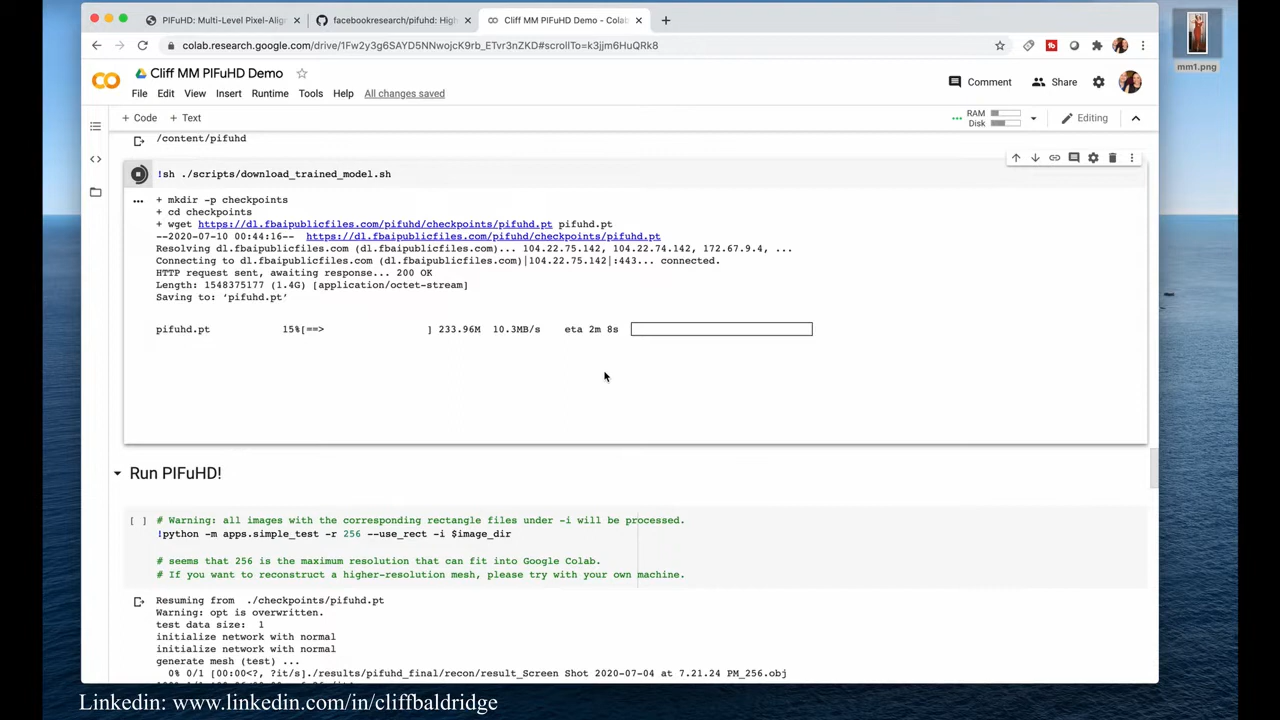 PIFuHD: Multi-Level Pixel-Alig
facebookresearch/pifuhd: High
Cliff MM PIFuHD Demo - Colab
colab.research.google.com/drive/1Fw2y3g6SAYD5NNwojcK9rb_ETvr3nZKD#scrollTo=k3jjm6HuQRk8
mm1.png
Cliff MM PIFuHD Demo
Comment
Share
File Edit View Insert Runtime Tools Help All changes saved
+ Code + Text
RAM
Disk
Editing
/content/pifuhd
!sh ./scripts/download_trained_model.sh
+ mkdir -p checkpoints
+ cd checkpoints
+ wget https://dl.fbaipublicfiles.com/pifuhd/checkpoints/pifuhd.pt pifuhd.pt
--2020-07-10 00:44:16-- https://dl.fbaipublicfiles.com/pifuhd/checkpoints/pifuhd.pt
Resolving dl.fbaipublicfiles.com (dl.fbaipublicfiles.com)... 104.22.75.142, 104.22.74.142, 172.67.9.4, ...
Connecting to dl.fbaipublicfiles.com (dl.fbaipublicfiles.com)|104.22.75.142|:443... connected.
HTTP request sent, awaiting response... 200 OK
Length: 1548375177 (1.4G) [application/octet-stream]
Saving to: ‘pifuhd.pt’
pifuhd.pt 15%[==> ] 233.96M 10.3MB/s eta 2m 8s
Run PIFuHD!
[ ] # Warning: all images with the corresponding rectangle files under -i will be processed.
!python -m apps.simple_test -r 256 --use_rect -i $image_dir
# seems that 256 is the maximum resolution that can fit into Google Colab.
# If you want to reconstruct a higher-resolution mesh, please try with your own machine.
Resuming from ./checkpoints/pifuhd.pt
Warning: opt is overwritten.
test data size: 1
initialize network with normal
initialize network with normal
generate mesh (test) ...
0% 0/1 [00:00<?, ?it/s]./results/pifuhd_final/recon/result_Screen Shot 2020-07-04 at 7.21.24 PM_256.obj
Linkedin: www.linkedin.com/in/cliffbaldridge